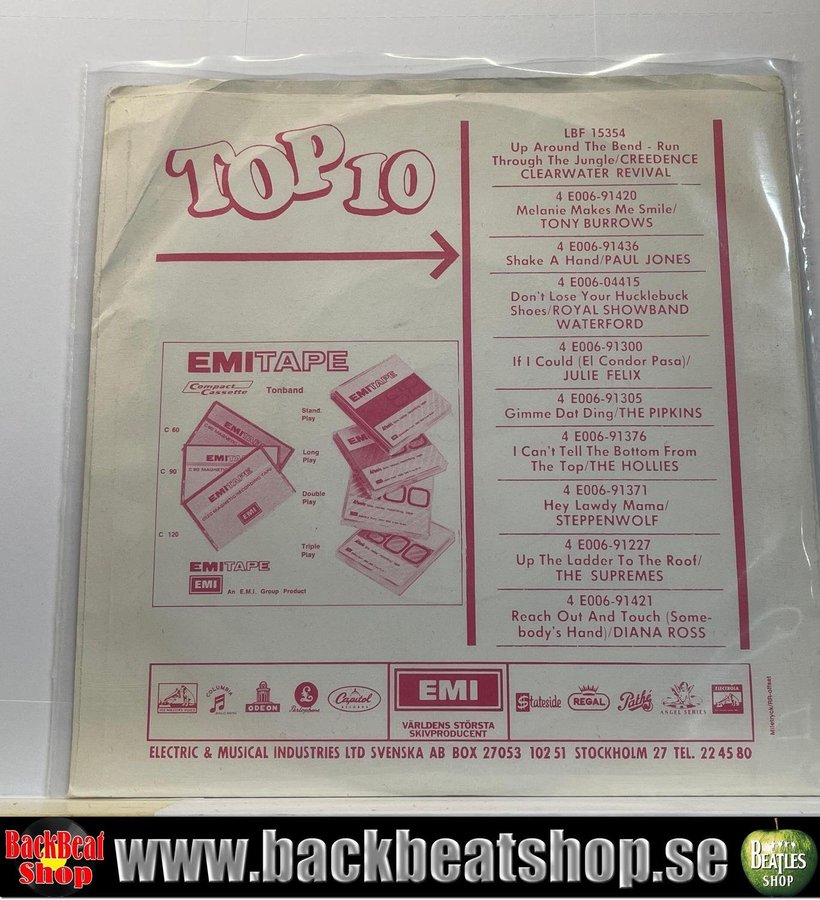 TOP 10
LBF 15354
Up Around The Bend - Run
Through The Jungle/CREEDENCE
CLEARWATER REVIVAL
4 E006-91420
Melanie Makes Me Smile/
TONY BURROWS
4 E006-91436
Shake A Hand/PAUL JONES
4 E006-04415
Don't Lose Your Hucklebuck
Shoes/ROYAL SHOWBAND
WATERFORD
4 E006-91300
If I Could (El Condor Pasa)/
JULIE FELIX
4 E006-91305
Gimme Dat Ding/THE PIPKINS
4 E006-91376
I Can't Tell The Bottom From
The Top/THE HOLLIES
4 E006-91371
Hey Lawdy Mama/
STEPPENWOLF
4 E006-91227
Up The Ladder To The Roof/
THE SUPREMES
4 E006-91421
Reach Out And Touch (Some-
body's Hand)/DIANA ROSS
EMITAPE
Compact Cassette
Tonband
C 60
C 90
C 120
Stand. Play
Long Play
Double Play
Triple Play
EMITAPE
EMI
An E.M.I. Group Product
HIS MASTER'S VOICE
COLUMBIA
ODEON
Parlophone
Capitol RECORDS
EMI
VÄRLDENS STÖRSTA
SKIVPRODUCENT
Stateside
REGAL
Pathé
ANGEL SERIES
ELECTROLA
ELECTRIC & MUSICAL INDUSTRIES LTD SVENSKA AB BOX 27053 102 51 STOCKHOLM 27 TEL. 22 45 80
BackBeat Shop
www.backbeatshop.se
BEATLES SHOP